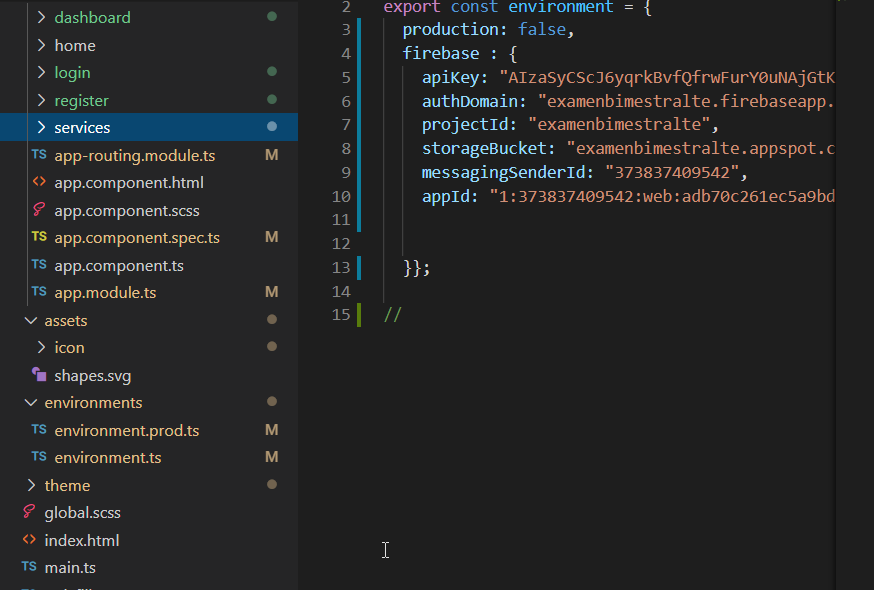 dashboard
home
login
register
services
TS app-routing.module.ts M
<> app.component.html
app.component.scss
TS app.component.spec.ts M
TS app.component.ts
TS app.module.ts M
assets
icon
shapes.svg
environments
TS environment.prod.ts M
TS environment.ts M
theme
global.scss
<> index.html
TS main.ts
2 export const environment = {
3 production: false,
4 firebase : {
5 apiKey: "AIzaSyCScJ6yqrkBvfQfrwFurY0uNAjGtK
6 authDomain: "examenbimestralte.firebaseapp.
7 projectId: "examenbimestralte",
8 storageBucket: "examenbimestralte.appspot.c
9 messagingSenderId: "373837409542",
10 appId: "1:373837409542:web:adb70c261ec5a9bd
11
12
13 }};
14
15 //